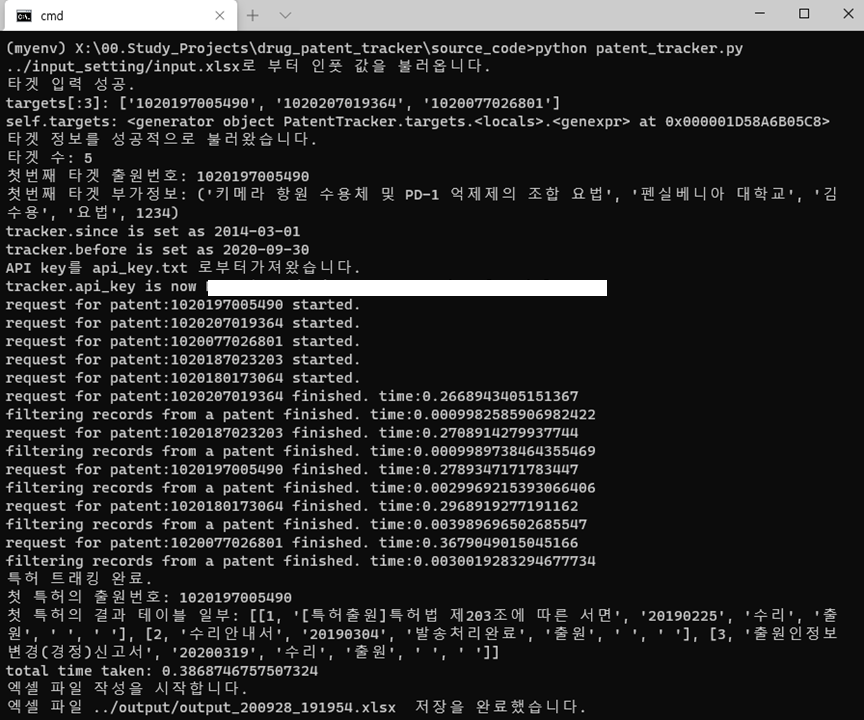 cmd
(myenv) X:\00.Study_Projects\drug_patent_tracker\source_code>python patent_tracker.py
../input_setting/input.xlsx로 부터 인풋 값을 불러옵니다.
타겟 입력 성공.
targets[:3]: ['1020197005490', '1020207019364', '1020077026801']
self.targets: <generator object PatentTracker.targets.<locals>.<genexpr> at 0x000001D58A6B05C8>
타겟 정보를 성공적으로 불러왔습니다.
타겟 수: 5
첫번째 타겟 출원번호: 1020197005490
첫번째 타겟 부가정보: ('키메라 항원 수용체 및 PD-1 억제제의 조합 요법', '펜실베니아 대학교', '김
수용', '요법', 1234)
tracker.since is set as 2014-03-01
tracker.before is set as 2020-09-30
API key를 api_key.txt 로부터가져왔습니다.
tracker.api_key is now
request for patent:1020197005490 started.
request for patent:1020207019364 started.
request for patent:1020077026801 started.
request for patent:1020187023203 started.
request for patent:1020180173064 started.
request for patent:1020207019364 finished. time:0.2668943405151367
filtering records from a patent finished. time:0.0009982585906982422
request for patent:1020187023203 finished. time:0.2708914279937744
filtering records from a patent finished. time:0.0009989738464355469
request for patent:1020197005490 finished. time:0.2789347171783447
filtering records from a patent finished. time:0.0029969215393066406
request for patent:1020180173064 finished. time:0.2968919277191162
filtering records from a patent finished. time:0.003989696502685547
request for patent:1020077026801 finished. time:0.3679049015045166
filtering records from a patent finished. time:0.0030019283294677734
특허 트래킹 완료.
첫 특허의 출원번호: 1020197005490
첫 특허의 결과 테이블 일부: [[1, '[특허출원]특허법 제203조에 따른 서면', '20190225', '수리', '출
원', ' ', ' '], [2, '수리안내서', '20190304', '발송처리완료', '출원', ' ', ' '], [3, '출원인정보
변경(경정)신고서', '20200319', '수리', '출원', ' ', ' ']]
total time taken: 0.3868746757507324
엑셀 파일 작성을 시작합니다.
엑셀 파일 ../output/output_200928_191954.xlsx  저장을 완료했습니다.